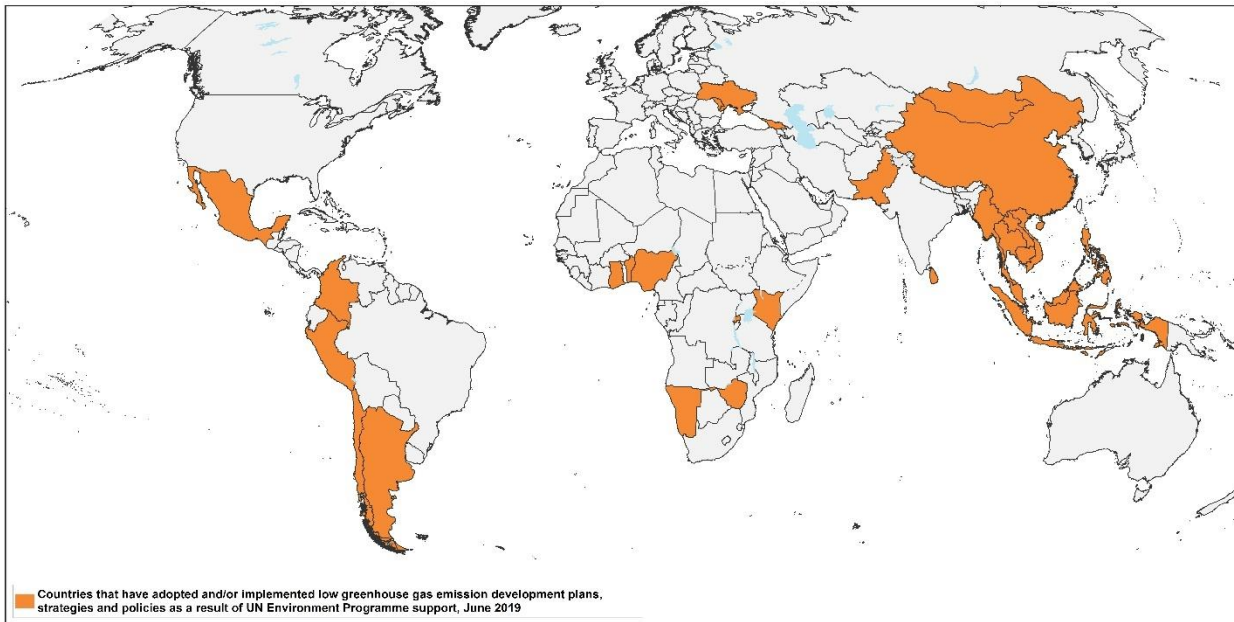 Countries that have adopted and/or implemented low greenhouse gas emission development plans,
strategies and policies as a result of UN Environment Programme support, June 2019